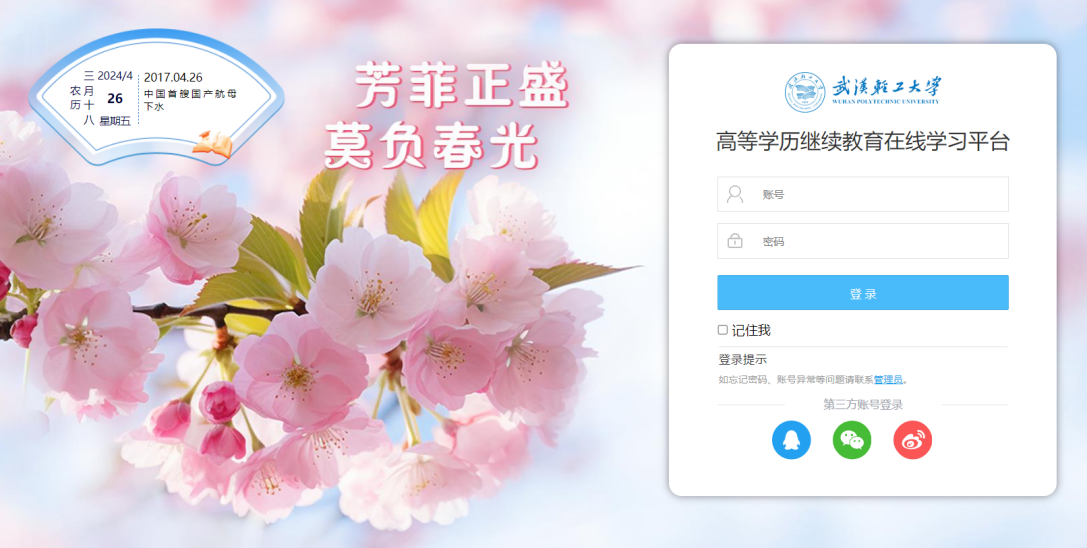 农历
三月十八
2024/4
26
星期五
2017.04.26
中国首艘国产航母
下水
芳菲正盛
莫负春光
武漢輕工大学
WUHAN POLYTECHNIC UNIVERSITY
高等学历继续教育在线学习平台
账号
密码
登 录
记住我
登录提示
如忘记密码、账号异常等问题请联系管理员。
第三方账号登录